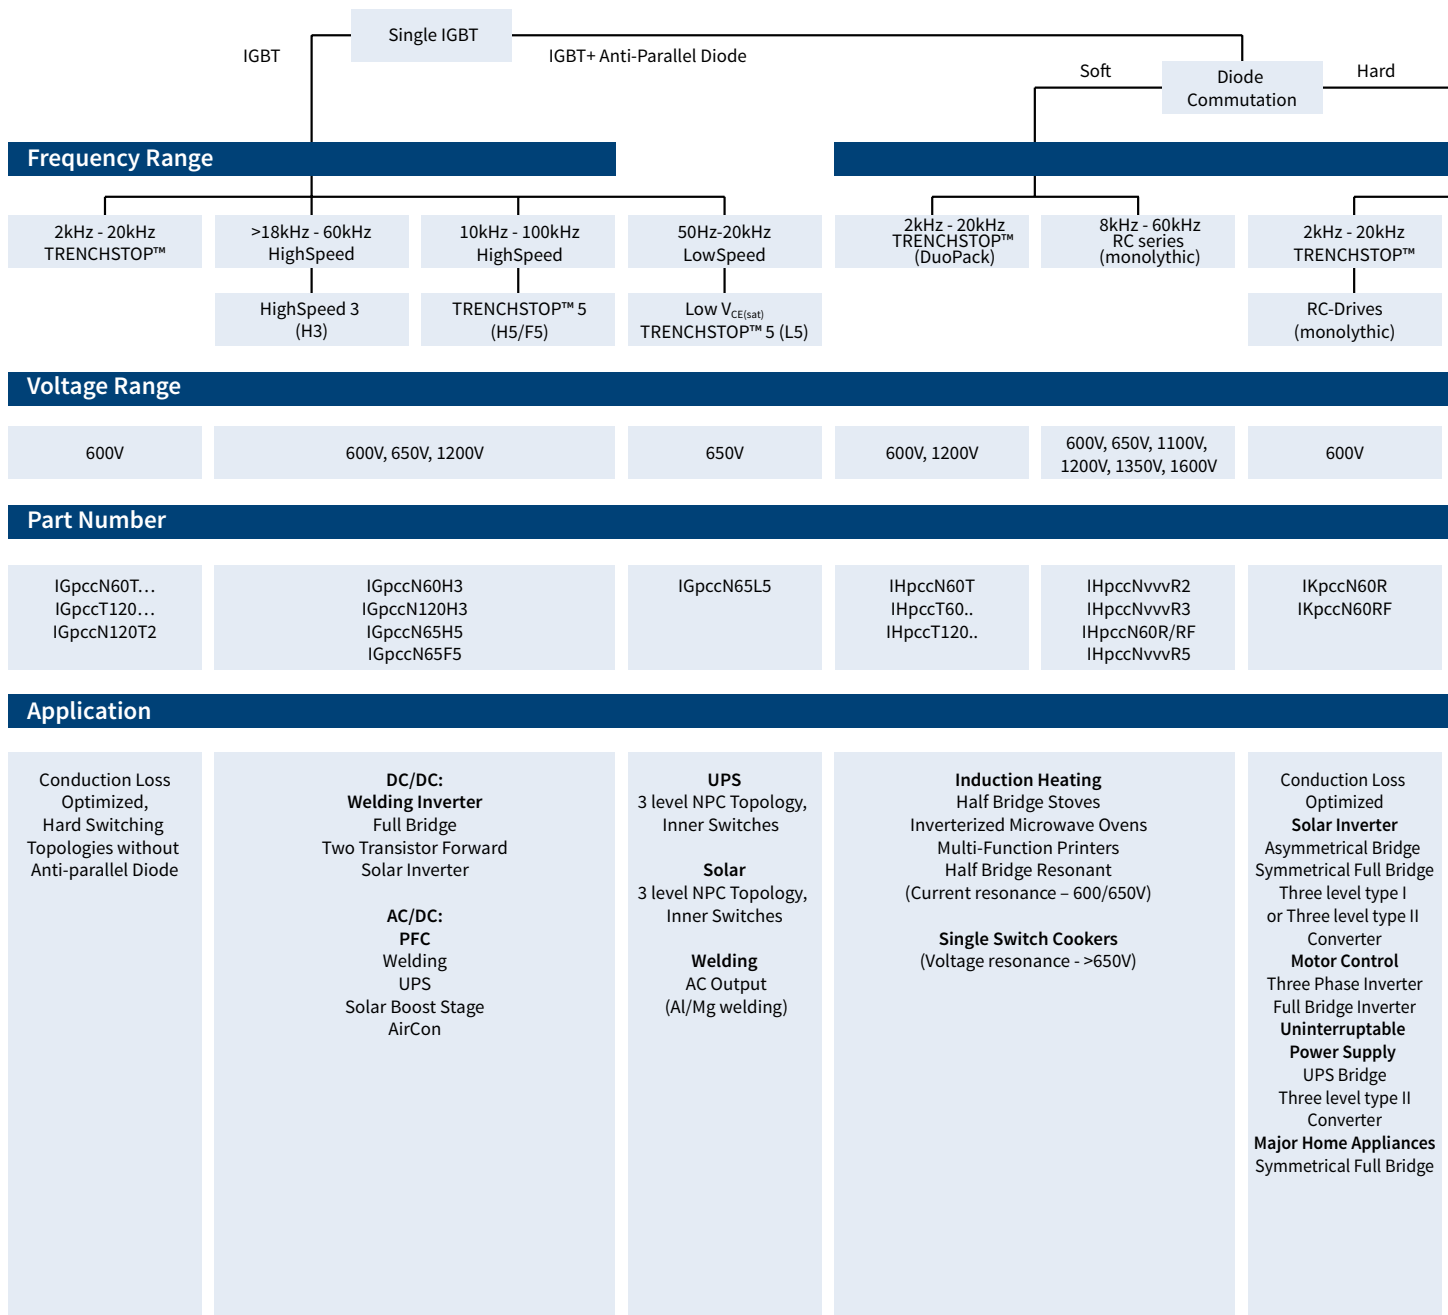 Single IGBT
IGBT
IGBT+ Anti-Parallel Diode
Soft
Diode
Commutation
Hard
Frequency Range
2kHz - 20kHz
TRENCHSTOP™
>18kHz - 60kHz
HighSpeed
10kHz - 100kHz
HighSpeed
50Hz-20kHz
LowSpeed
2kHz - 20kHz
TRENCHSTOP™
(DuoPack)
8kHz - 60kHz
RC series
(monolythic)
2kHz - 20kHz
TRENCHSTOP™
HighSpeed 3
(H3)
TRENCHSTOP™ 5
(H5/F5)
Low VCE(sat)
TRENCHSTOP™ 5 (L5)
RC-Drives
(monolythic)
Voltage Range
600V
600V, 650V, 1200V
650V
600V, 1200V
600V, 650V, 1100V,
1200V, 1350V, 1600V
600V
Part Number
IGpccN60T…
IGpccT120…
IGpccN120T2
IGpccN60H3
IGpccN120H3
IGpccN65H5
IGpccN65F5
IGpccN65L5
IHpccN60T
IHpccT60..
IHpccT120..
IHpccNvvvR2
IHpccNvvvR3
IHpccN60R/RF
IHpccNvvvR5
IKpccN60R
IKpccN60RF
Application
Conduction Loss
Optimized,
Hard Switching
Topologies without
Anti-parallel Diode
DC/DC:
Welding Inverter
Full Bridge
Two Transistor Forward
Solar Inverter
AC/DC:
PFC
Welding
UPS
Solar Boost Stage
AirCon
UPS
3 level NPC Topology,
Inner Switches
Solar
3 level NPC Topology,
Inner Switches
Welding
AC Output
(Al/Mg welding)
Induction Heating
Half Bridge Stoves
Inverterized Microwave Ovens
Multi-Function Printers
Half Bridge Resonant
(Current resonance – 600/650V)
Single Switch Cookers
(Voltage resonance - >650V)
Conduction Loss
Optimized
Solar Inverter
Asymmetrical Bridge
Symmetrical Full Bridge
Three level type I
or Three level type II
Converter
Motor Control
Three Phase Inverter
Full Bridge Inverter
Uninterruptable
Power Supply
UPS Bridge
Three level type II
Converter
Major Home Appliances
Symmetrical Full Bridge